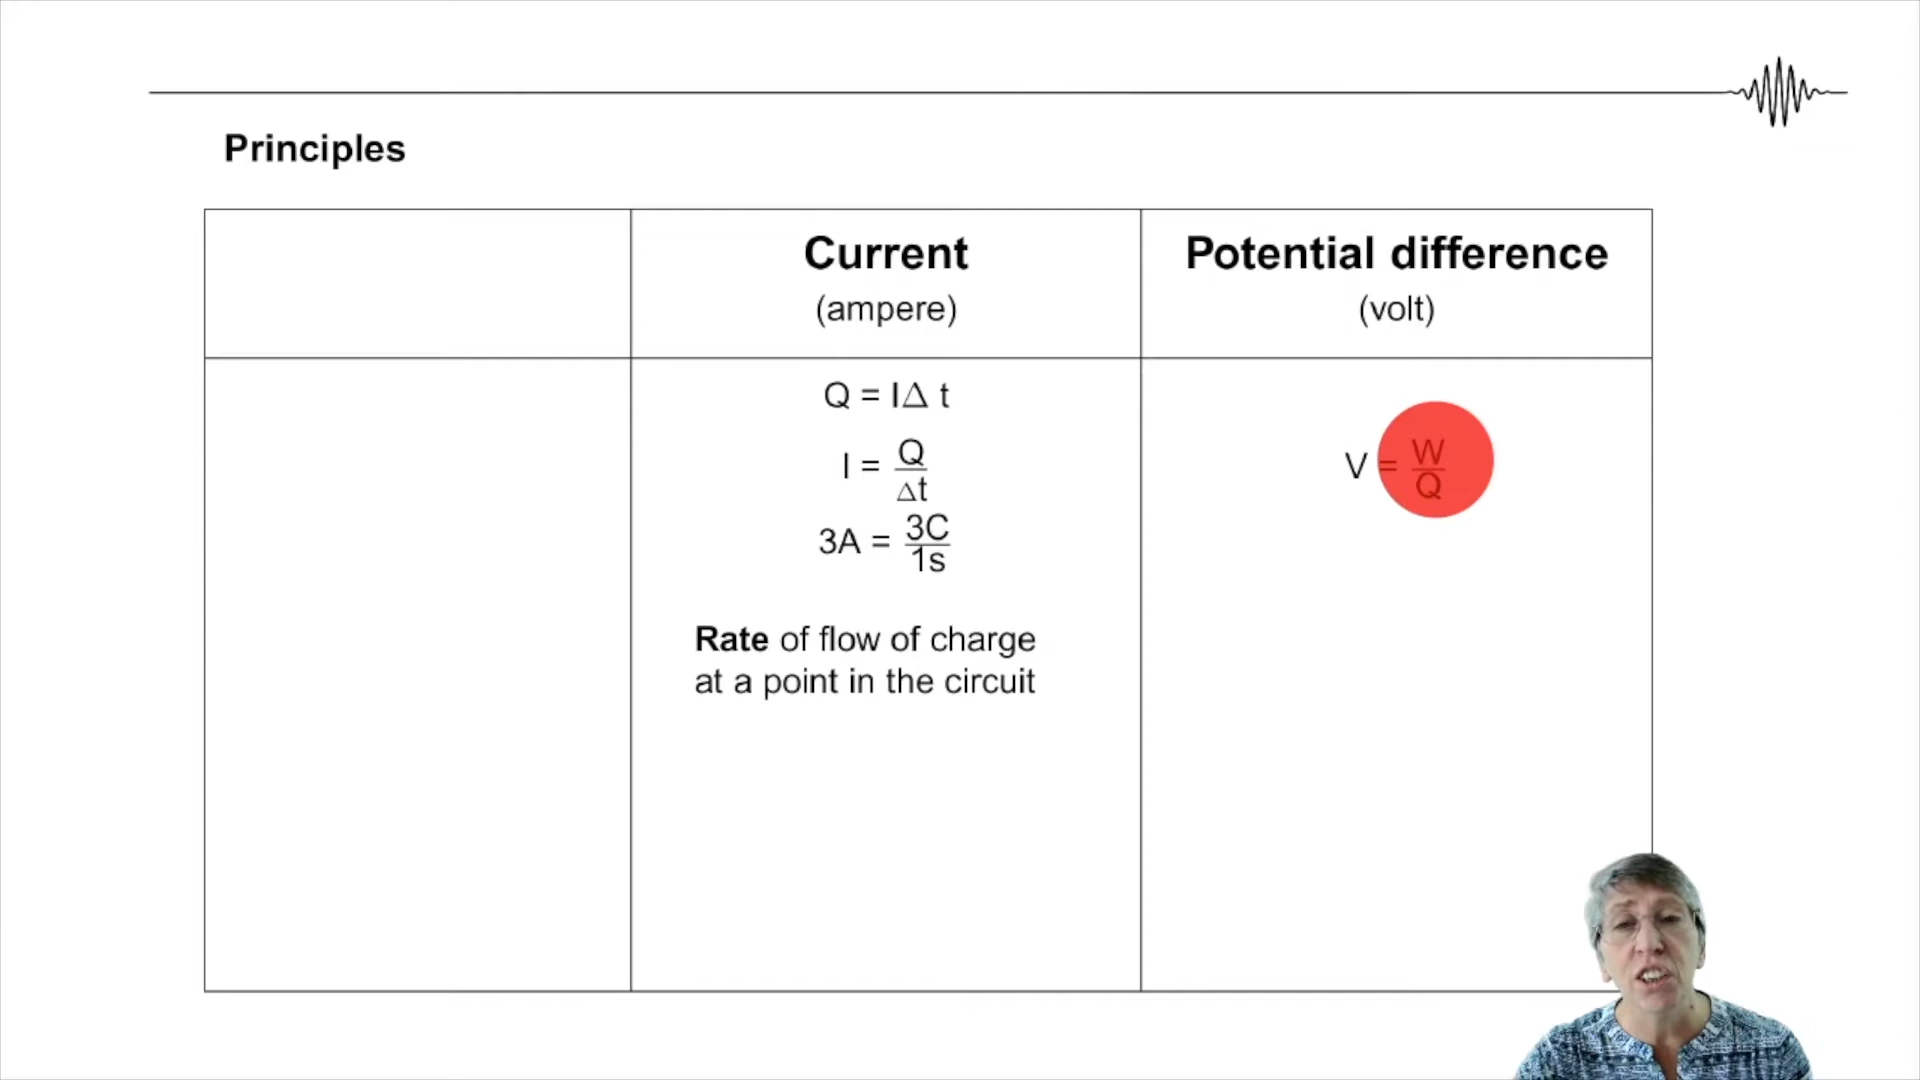 Principles
Current
(ampere)
Potential difference
(volt)
Q = I∆ t
I = Q/∆t
3A = 3C/1s
Rate of flow of charge
at a point in the circuit
V = W/Q